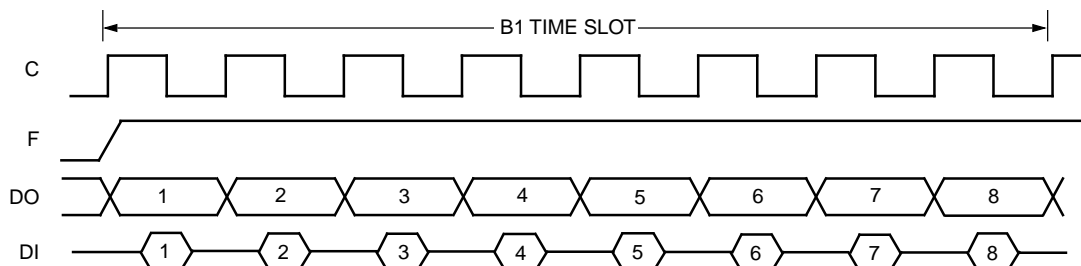 B1 TIME SLOT
C
F
DO 1 2 3 4 5 6 7 8
DI 1 2 3 4 5 6 7 8